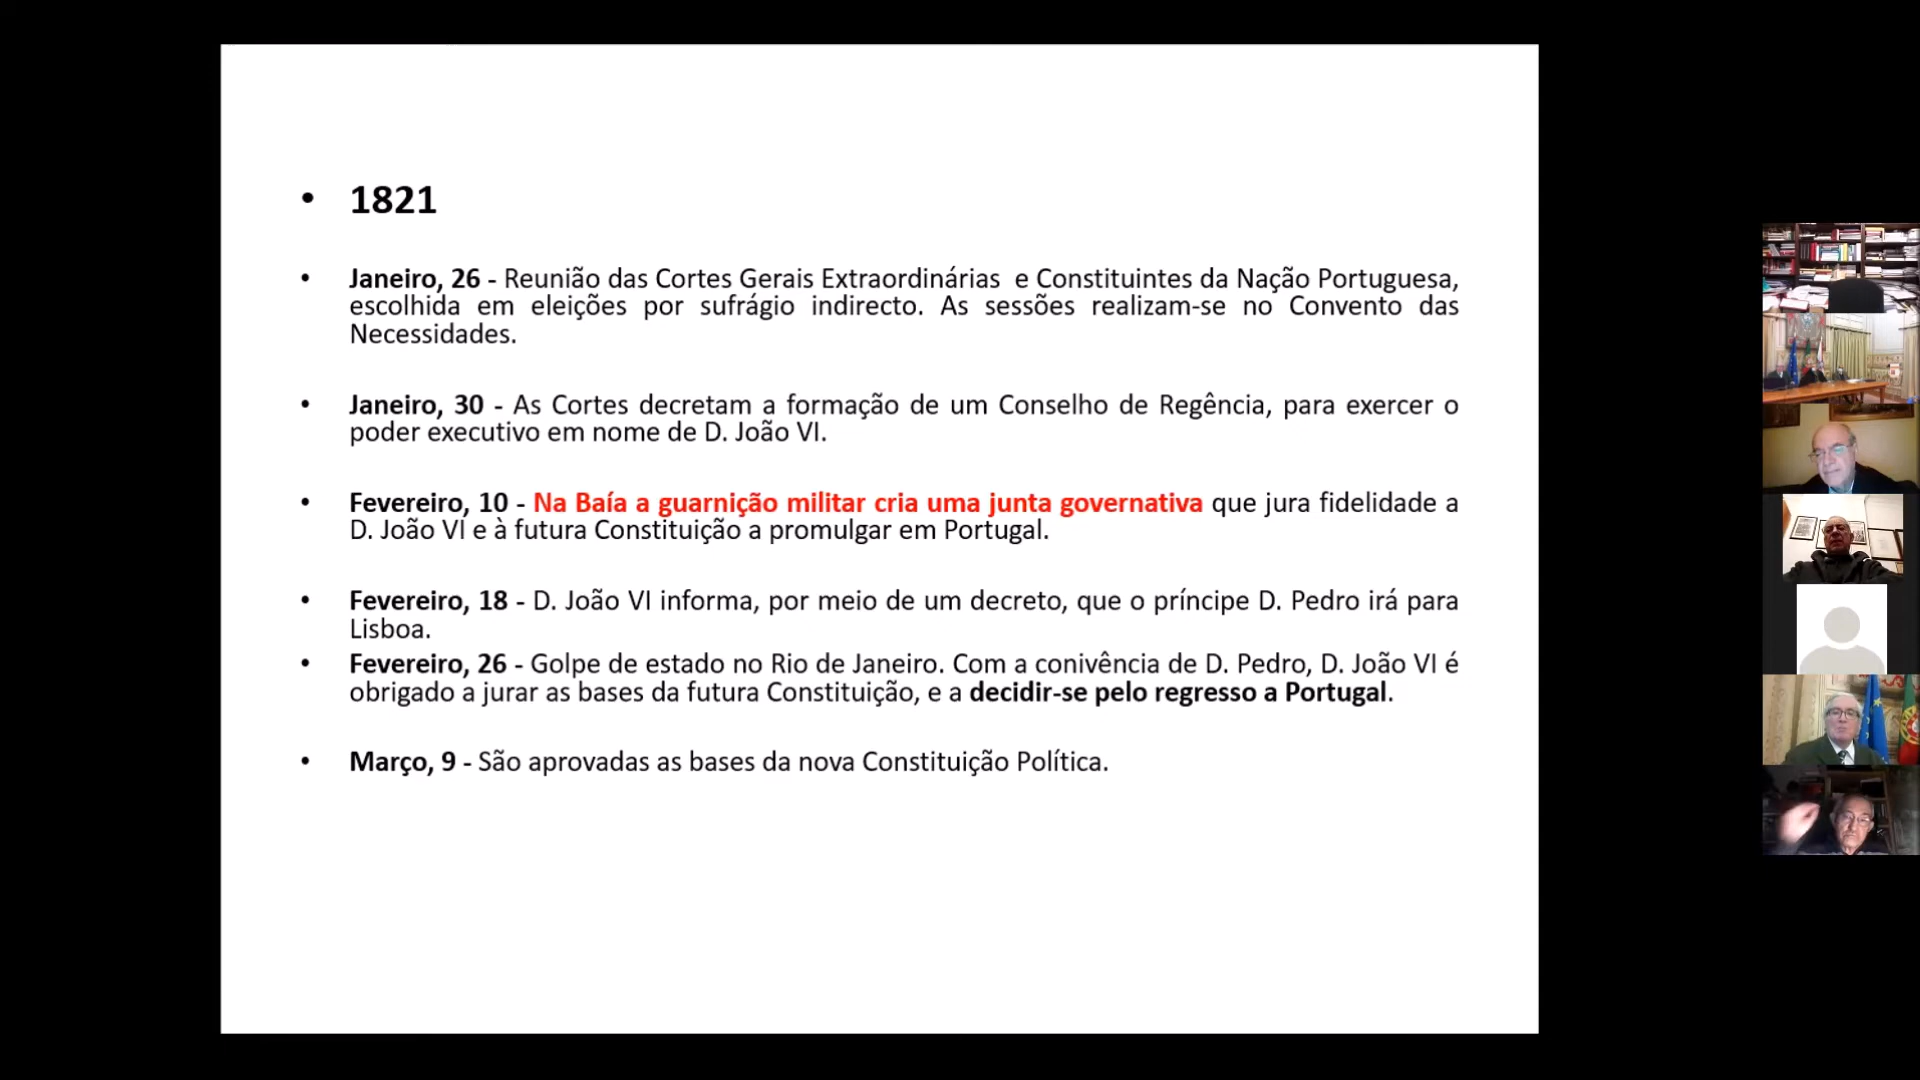 • 1821
• Janeiro, 26 - Reunião das Cortes Gerais Extraordinárias e Constituintes da Nação Portuguesa,
escolhida em eleições por sufrágio indirecto. As sessões realizam-se no Convento das
Necessidades.
• Janeiro, 30 - As Cortes decretam a formação de um Conselho de Regência, para exercer o
poder executivo em nome de D. João VI.
• Fevereiro, 10 - Na Baía a guarnição militar cria uma junta governativa que jura fidelidade a
D. João VI e à futura Constituição a promulgar em Portugal.
• Fevereiro, 18 - D. João VI informa, por meio de um decreto, que o príncipe D. Pedro irá para
Lisboa.
• Fevereiro, 26 - Golpe de estado no Rio de Janeiro. Com a conivência de D. Pedro, D. João VI é
obrigado a jurar as bases da futura Constituição, e a decidir-se pelo regresso a Portugal.
• Março, 9 - São aprovadas as bases da nova Constituição Política.